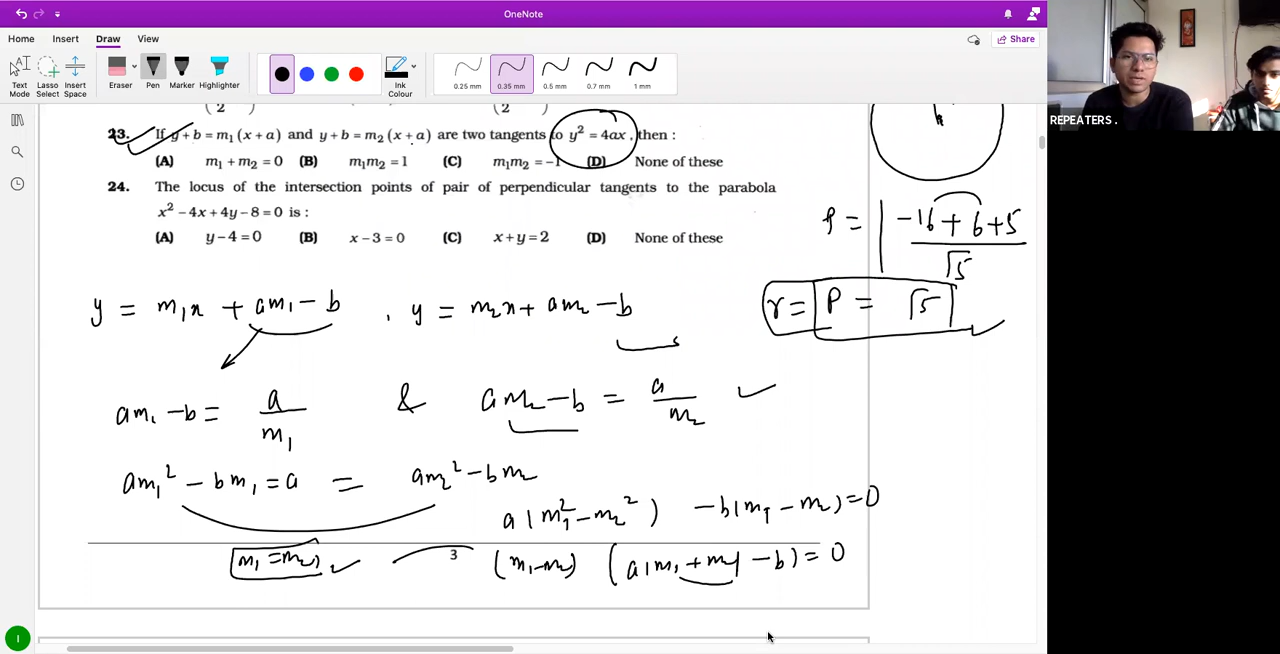 OneNote
Home Insert Draw View
Share
Text Mode
Lasso Select
Insert Space
Eraser
Pen
Marker
Highlighter
Ink Colour
0.25 mm 0.35 mm 0.5 mm 0.7 mm 1 mm
REPEATERS .
(2 ) (2 )
23. If y + b = m₁ (x + a) and y + b = m₂ (x + a) are two tangents to y² = 4ax , then :
(A) m₁ + m₂ = 0 (B) m₁m₂ = 1 (C) m₁m₂ = −1 (D) None of these
24. The locus of the intersection points of pair of perpendicular tangents to the parabola
x² − 4x + 4y − 8 = 0 is :
(A) y − 4 = 0 (B) x − 3 = 0 (C) x + y = 2 (D) None of these
P = | −16 + 6 + 5 / √5
r = P = √5
y = m₁x + am₁ − b , y = m₂x + am₂ − b
am₁ − b = a/m₁ & am₂ − b = a/m₂
am₁² − bm₁ = a = am₂² − bm₂
a(m₁² − m₂²) − b(m₁ − m₂) = 0
m₁ = m₂ 3 (m₁ − m₂) (a(m₁ + m₂) − b) = 0
I